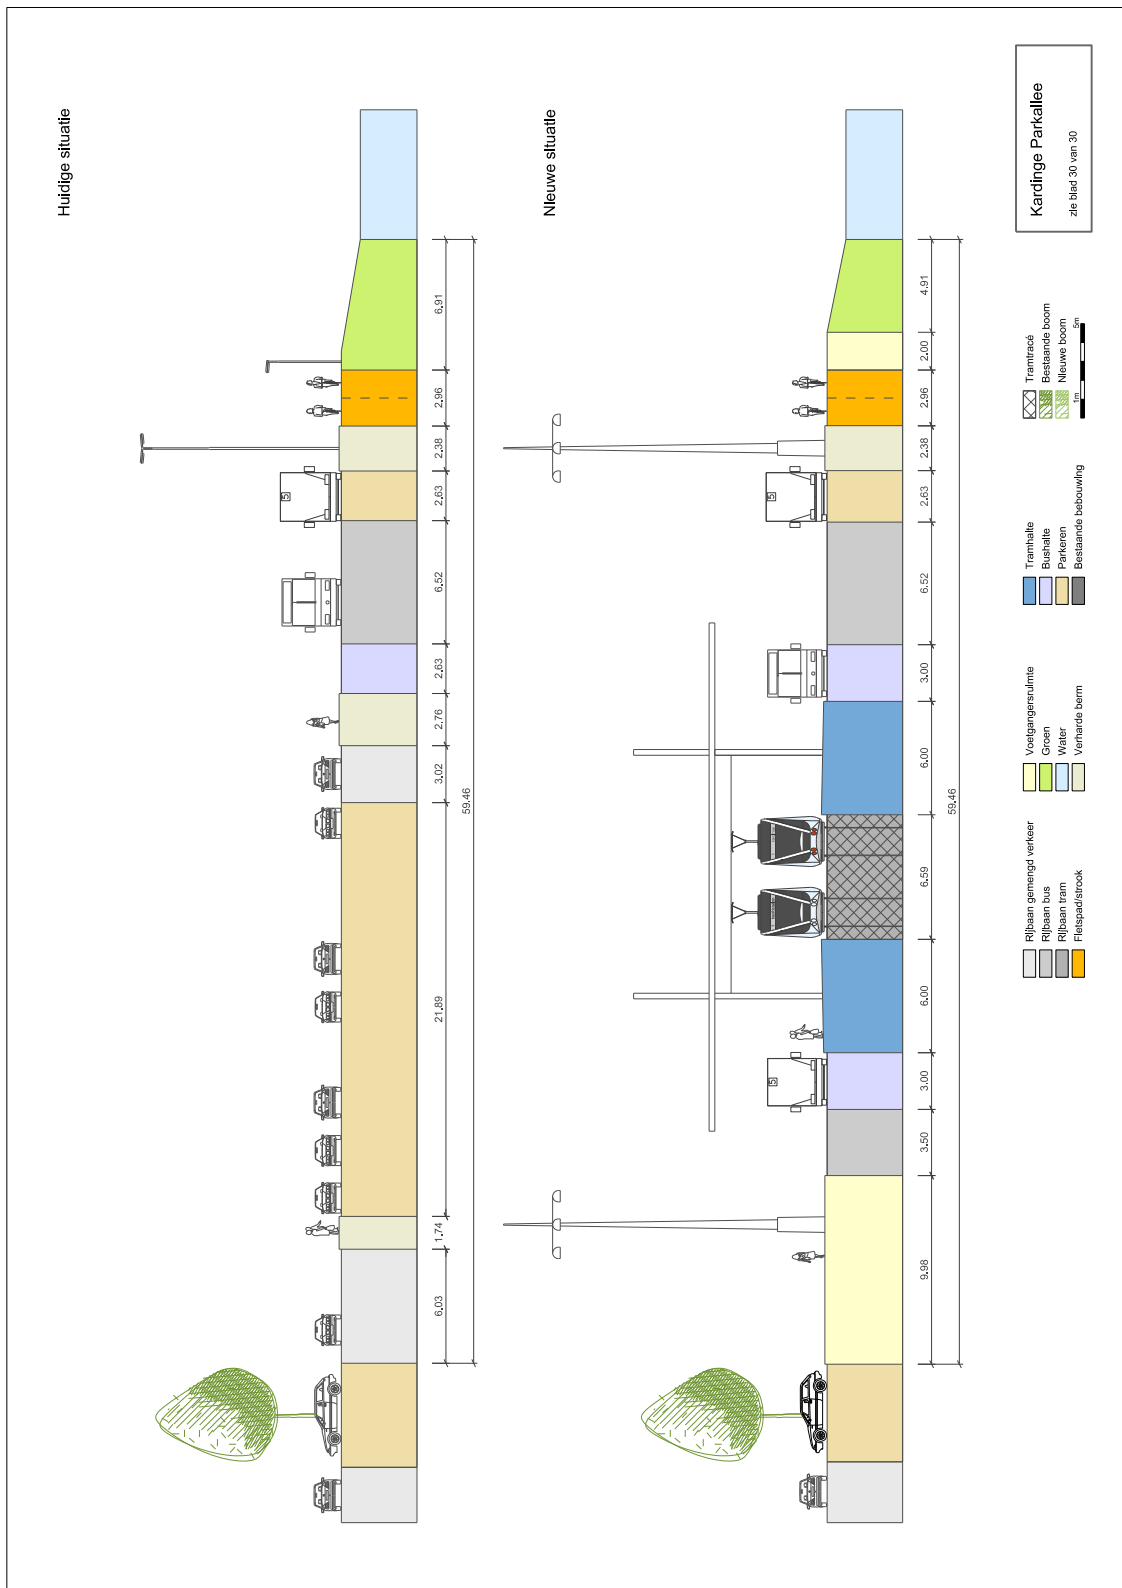 Huidige situatie
6.03
1.74
21.89
3.02
2.76
2.63
6.52
2.63
2.38
2.96
6.91
59.46
5
Nieuwe situatie
9.98
3.50
3.00
6.00
6.59
6.00
3.00
6.52
2.63
2.38
2.96
2.00
4.91
59.46
5
5
Rijbaan gemengd verkeer
Rijbaan bus
Rijbaan tram
Fietspad/strook
Voetgangersruimte
Groen
Water
Verharde berm
Tramhalte
Bushalte
Parkeren
Bestaande bebouwing
Tramtracé
Bestaande boom
Nieuwe boom
1m 5m
Kardinge Parkallee
zie blad 30 van 30